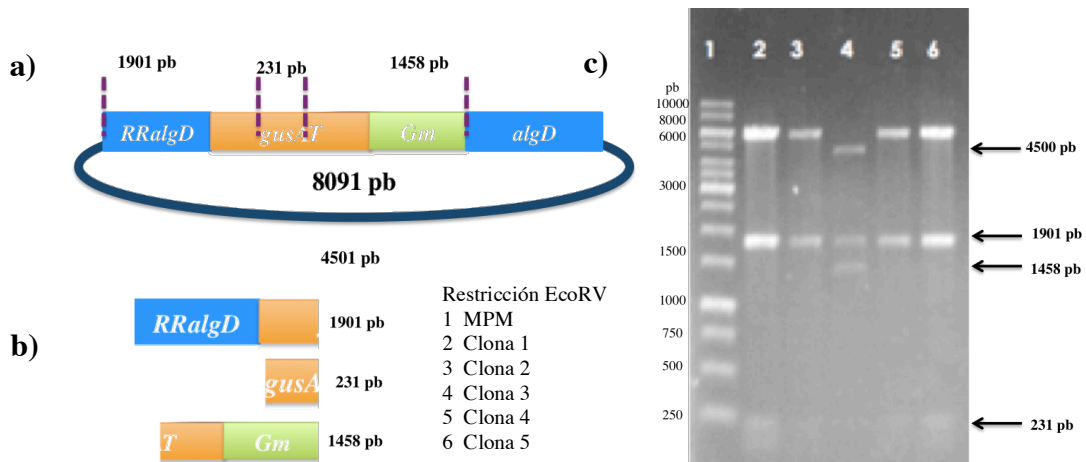 a)
1901 pb
231 pb
1458 pb
RRalgD
gusAT
Gm
algD
8091 pb
4501 pb
b)
RRalgD
1901 pb
gusA
231 pb
T
Gm
1458 pb
Restricción EcoRV
1 MPM
2 Clona 1
3 Clona 2
4 Clona 3
5 Clona 4
6 Clona 5
c)
1 2 3 4 5 6
pb
10000
8000
6000
3000
1500
1000
750
500
250
4500 pb
1901 pb
1458 pb
231 pb